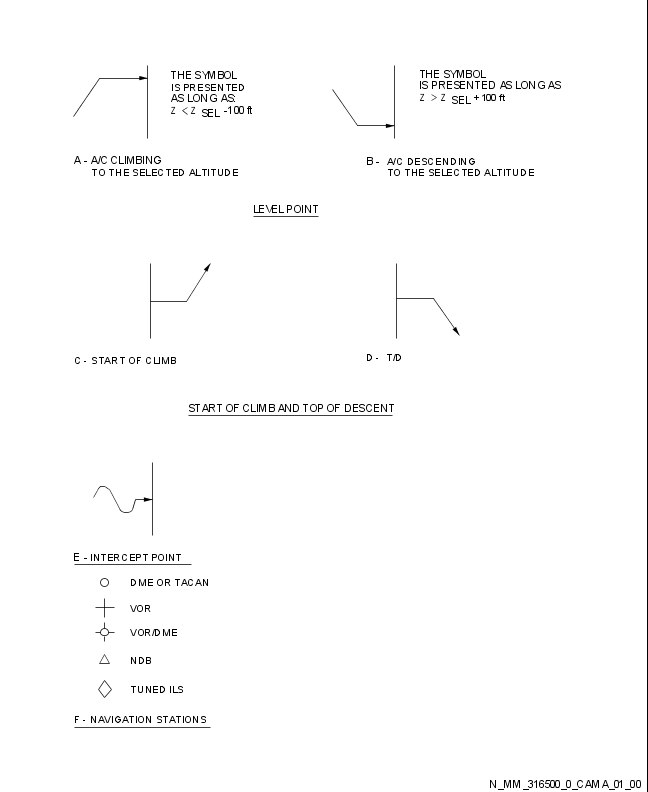 THE SYMBOL
IS PRESENTED
AS LONG AS:
Z < Z SEL -100 ft
THE SYMBOL
IS PRESENTED AS LONG AS
Z > Z SEL +100 ft
A - A/C CLIMBING
TO THE SELECTED ALTITUDE
B - A/C DESCENDING
TO THE SELECTED ALTITUDE
LEVEL POINT
C - START OF CLIMB
D - T/D
START OF CLIMB AND TOP OF DESCENT
E - INTERCEPT POINT
DME OR TACAN
VOR
VOR/DME
NDB
TUNED ILS
F - NAVIGATION STATIONS
N_MM_316500_0_CAMA_01_00